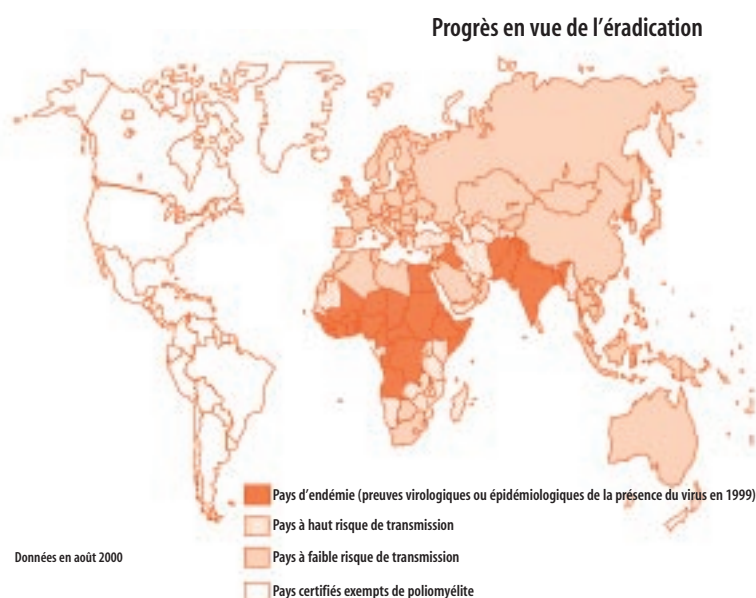 Progrès en vue de l’éradication
Pays d’endémie (preuves virologiques ou épidémiologiques de la présence du virus en 1999)
Pays à haut risque de transmission
Données en août 2000
Pays à faible risque de transmission
Pays certifiés exempts de poliomyélite